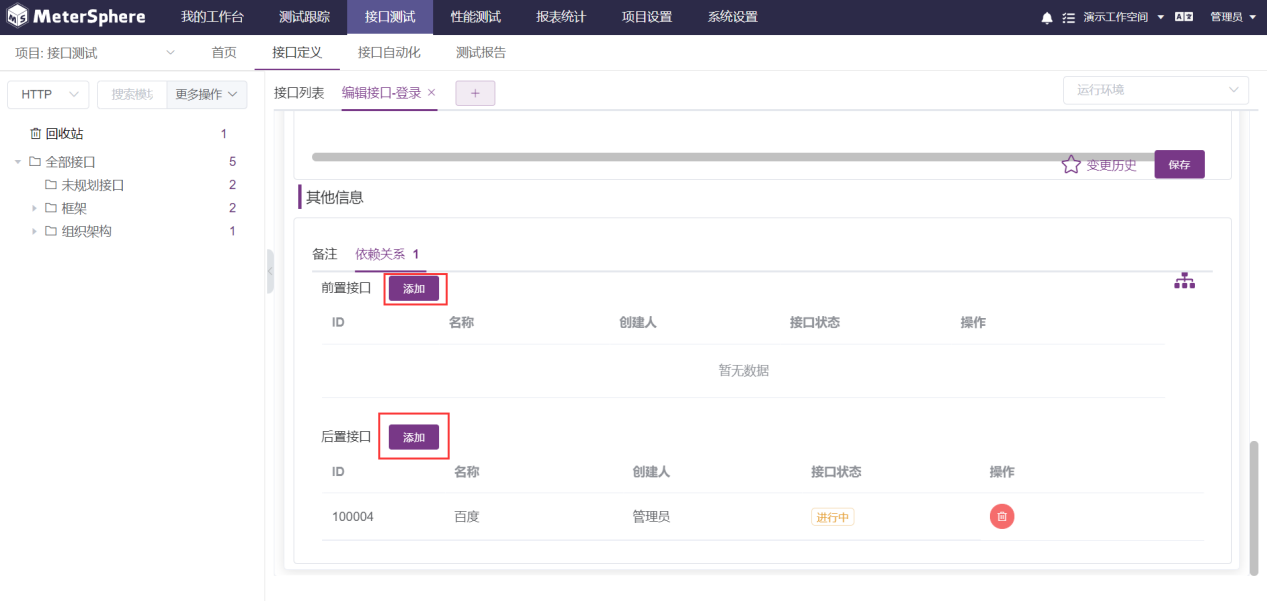 MeterSphere 我的工作台 测试跟踪 接口测试 性能测试 报表统计 项目设置 系统设置 演示工作空间 管理员
项目: 接口测试 首页 接口定义 接口自动化 测试报告
HTTP 搜索模块 更多操作 接口列表 编辑接口-登录 × + 运行环境
回收站 1
全部接口 5
未规划接口 2
框架 2
组织架构 1
变更历史 保存
其他信息
备注 依赖关系 1
前置接口 添加
ID 名称 创建人 接口状态 操作
暂无数据
后置接口 添加
ID 名称 创建人 接口状态 操作
100004 百度 管理员 进行中